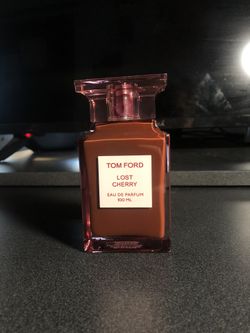 TOM FORD
LOST
CHERRY
EAU DE PARFUM
100 ML